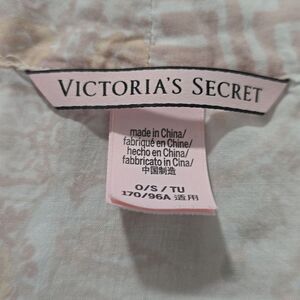 VICTORIA'S SECRET
made in China/
fabriqué en Chine/
hecho en China/
fabbricato in Cina/
中国制造
O/S / TU
170/96A 适用